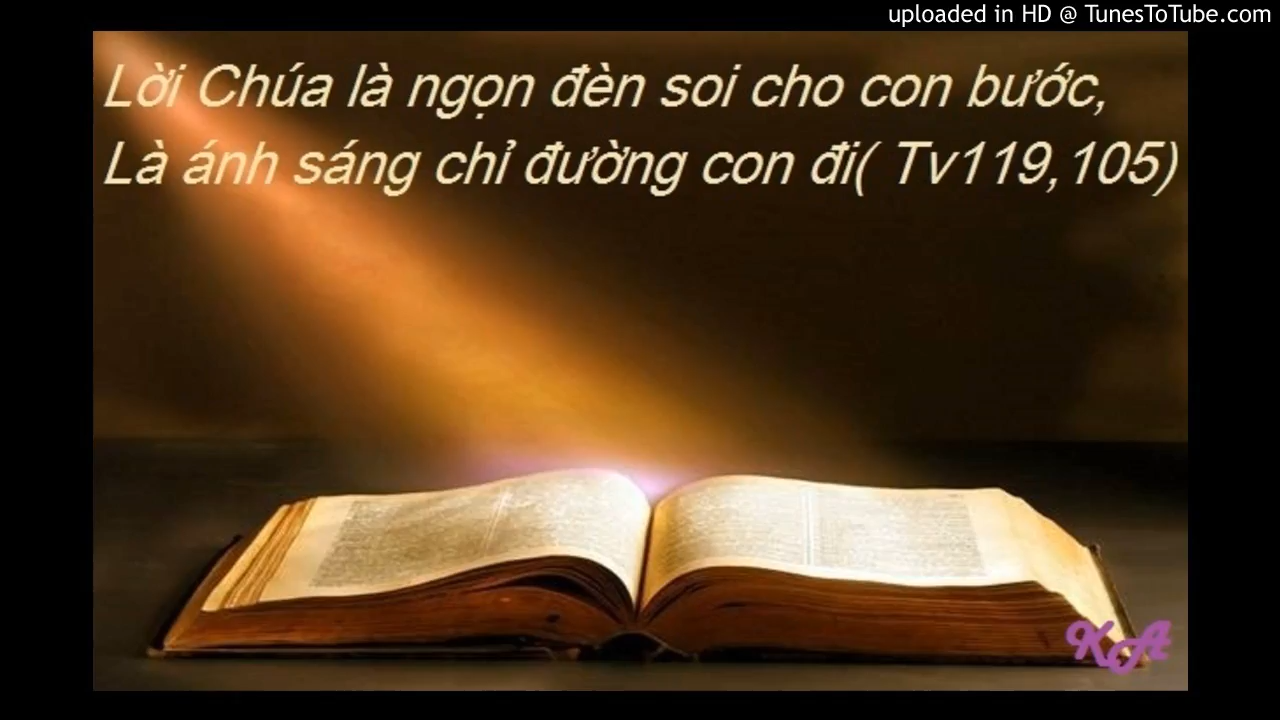 uploaded in HD @ TunesToTube.com
Lời Chúa là ngọn đèn soi cho con bước,
Là ánh sáng chỉ đường con đi( Tv119,105)
KA